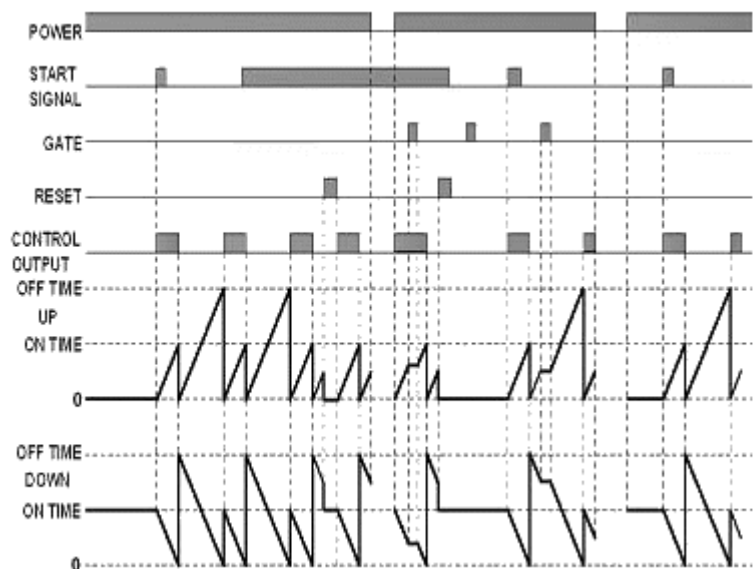 POWER
START
SIGNAL
GATE
RESET
CONTROL
OUTPUT
OFF TIME
UP
ON TIME
0
OFF TIME
DOWN
ON TIME
0